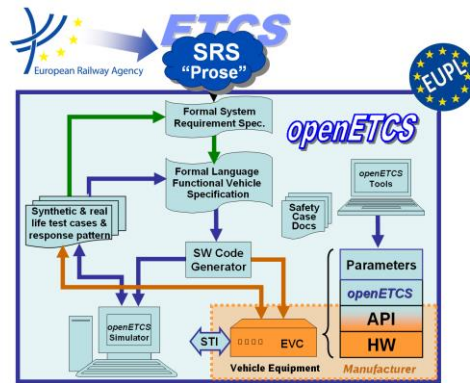 ETCS
SRS
"Prose"
European Railway Agency
EUPL
Formal System
Requirement Spec.
openETCS
Formal Language
Functional Vehicle
Specification
openETCS
Tools
Synthetic & real
life test cases &
response pattern
Safety
Case
Docs
SW Code
Generator
Parameters
openETCS
API
HW
openETCS
Simulator
STI
EVC
Vehicle Equipment
Manufacturer